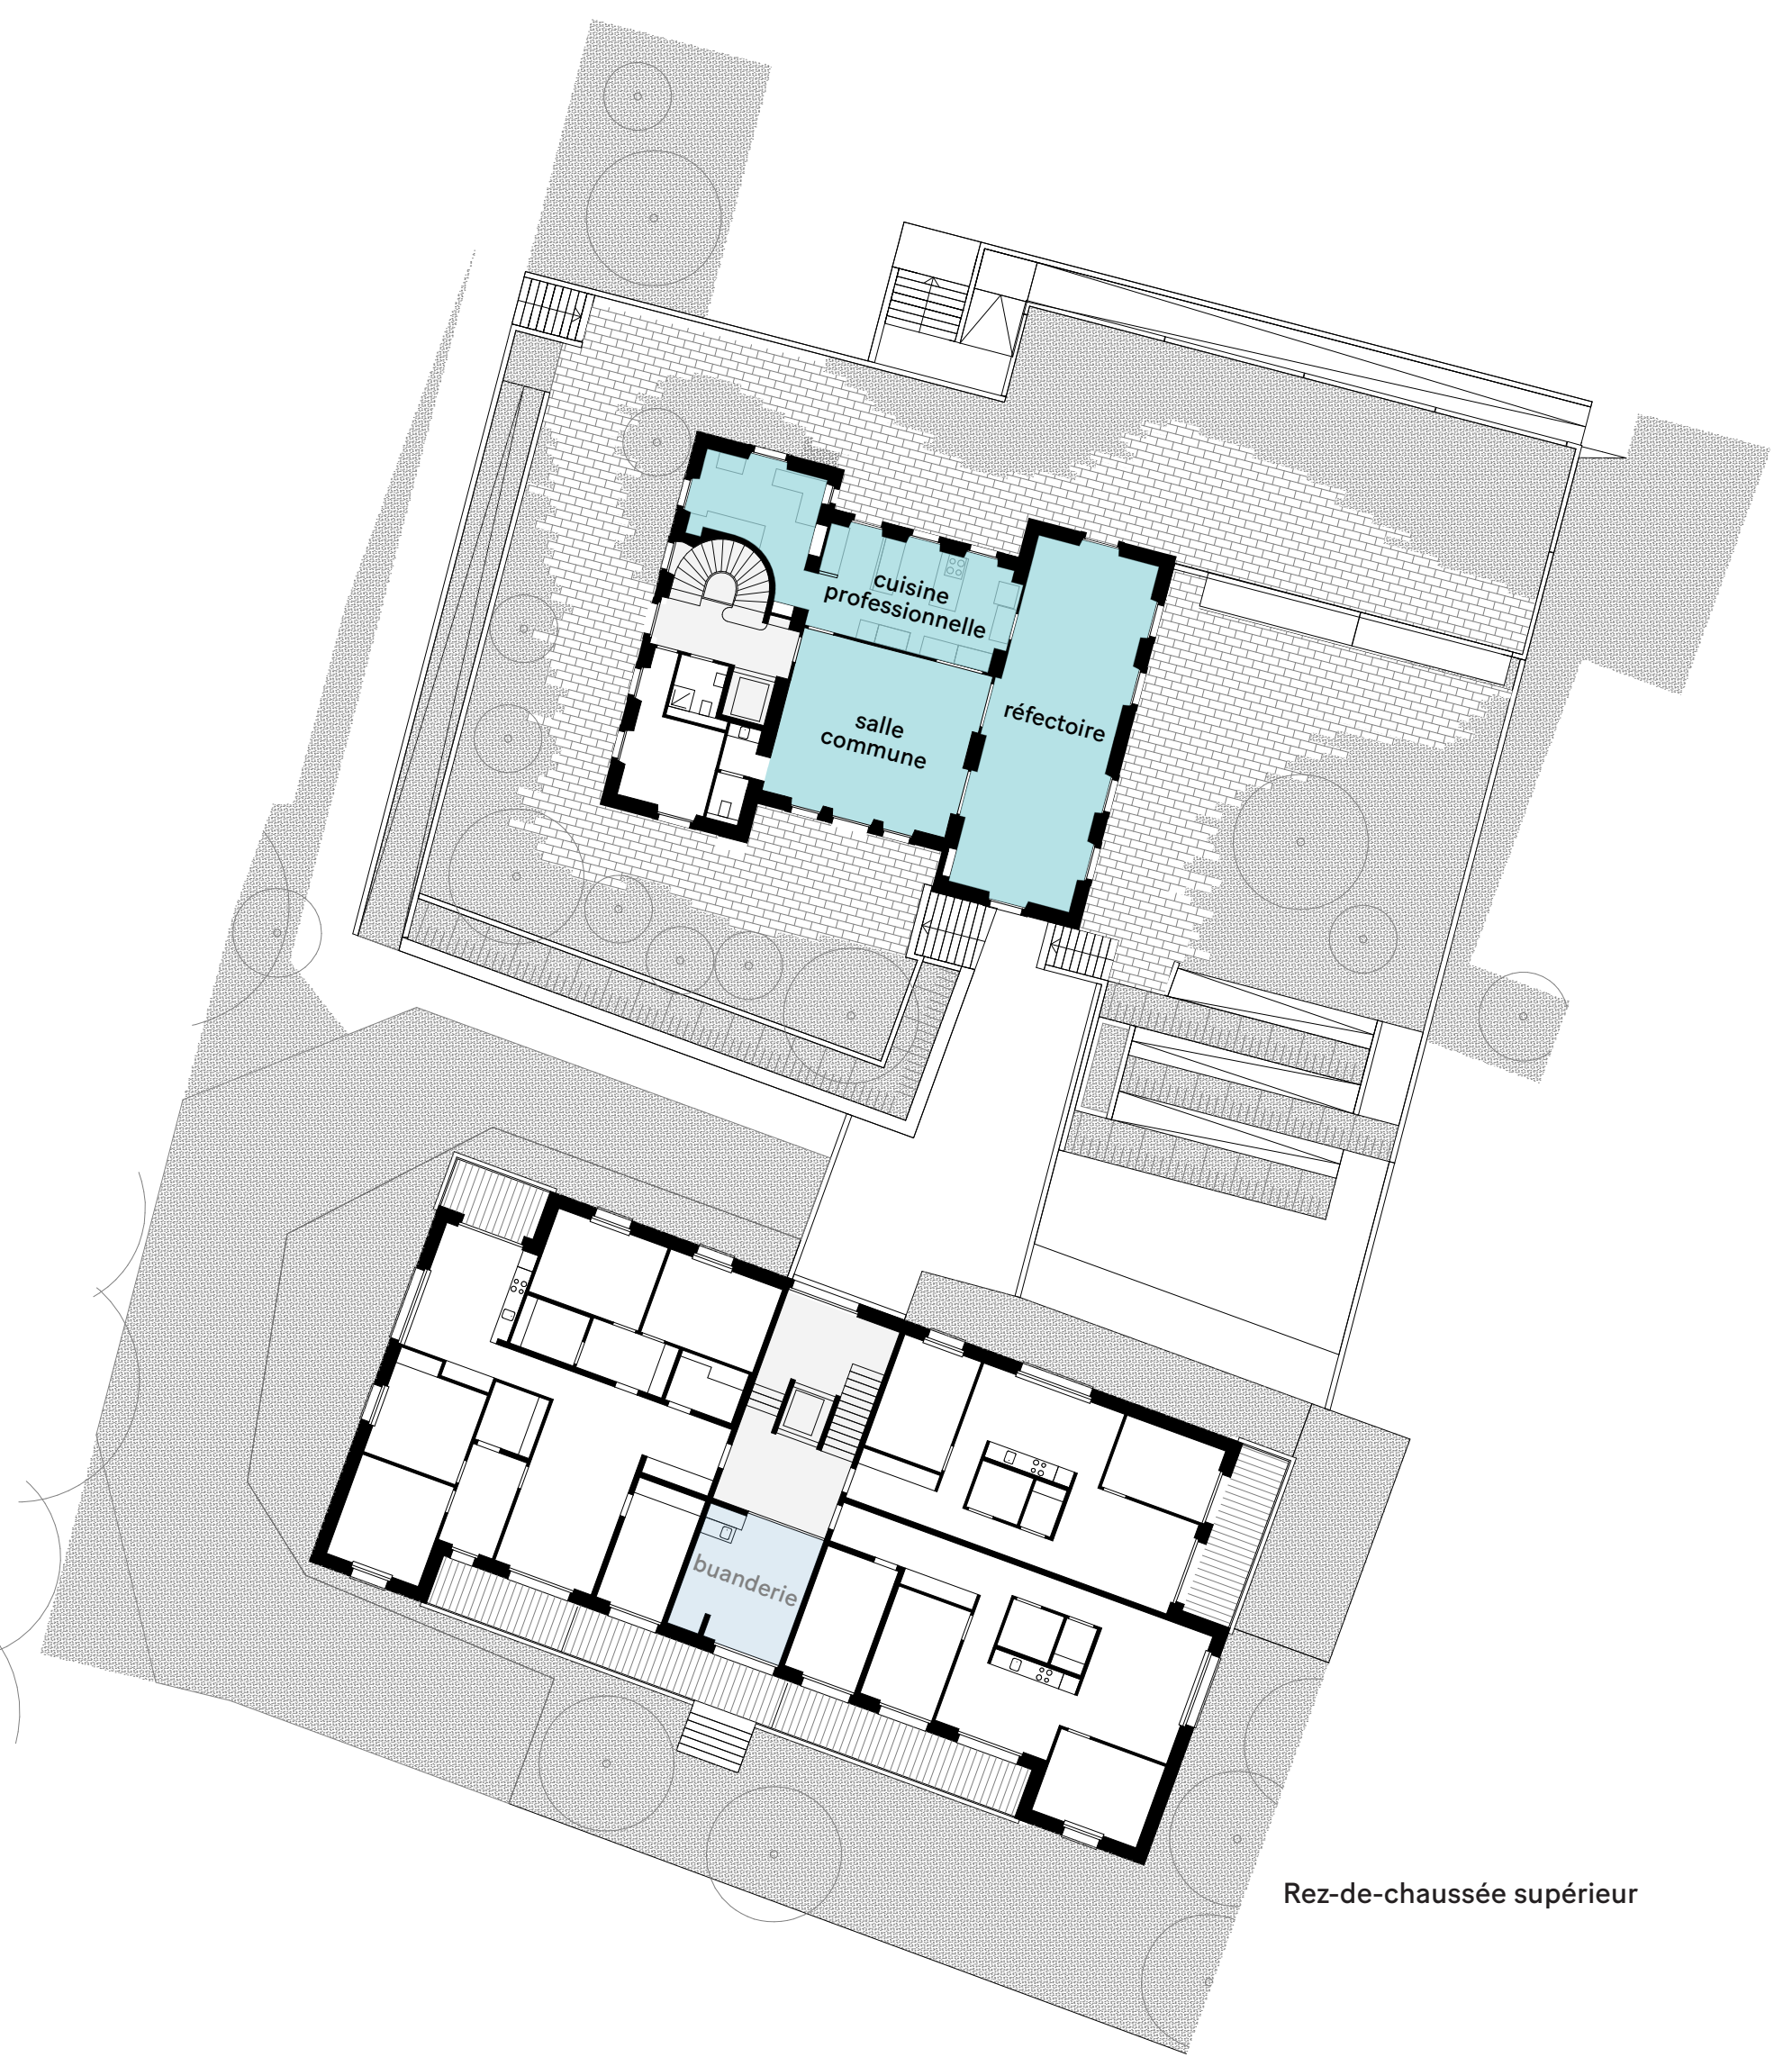 cuisine
professionnelle
salle
commune
réfectoire
buanderie
Rez-de-chaussée supérieur